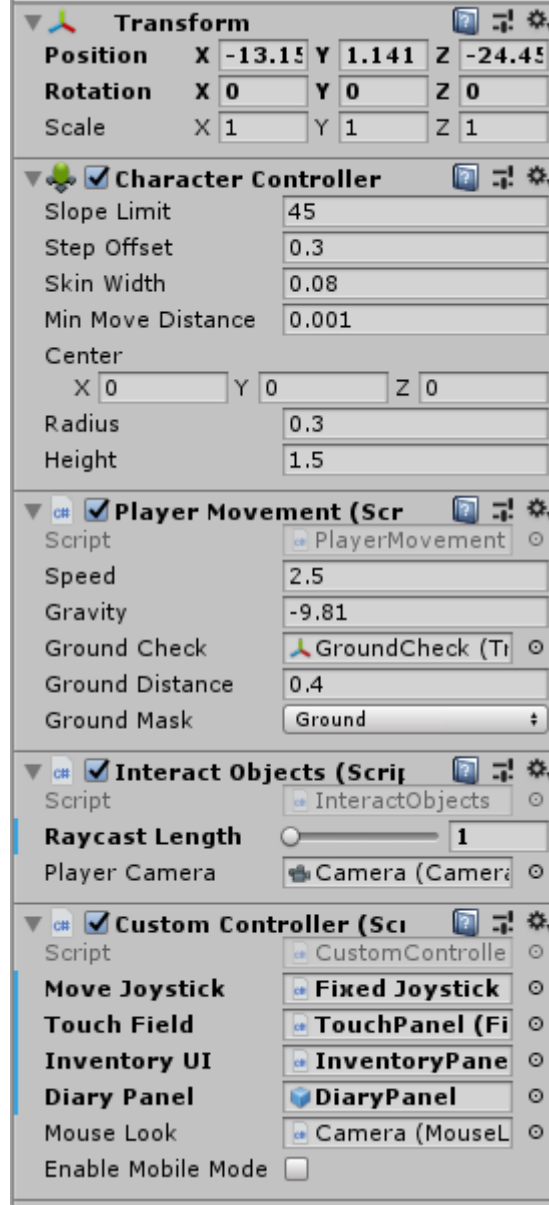 Transform
Position X -13.15 Y 1.141 Z -24.45
Rotation X 0 Y 0 Z 0
Scale X 1 Y 1 Z 1
Character Controller
Slope Limit 45
Step Offset 0.3
Skin Width 0.08
Min Move Distance 0.001
Center
X 0 Y 0 Z 0
Radius 0.3
Height 1.5
Player Movement (Scr
Script PlayerMovement
Speed 2.5
Gravity -9.81
Ground Check GroundCheck (Tr
Ground Distance 0.4
Ground Mask Ground
Interact Objects (Scrip
Script InteractObjects
Raycast Length 1
Player Camera Camera (Camera
Custom Controller (Scr
Script CustomControlle
Move Joystick Fixed Joystick
Touch Field TouchPanel (Fi
Inventory UI InventoryPane
Diary Panel DiaryPanel
Mouse Look Camera (MouseL
Enable Mobile Mode